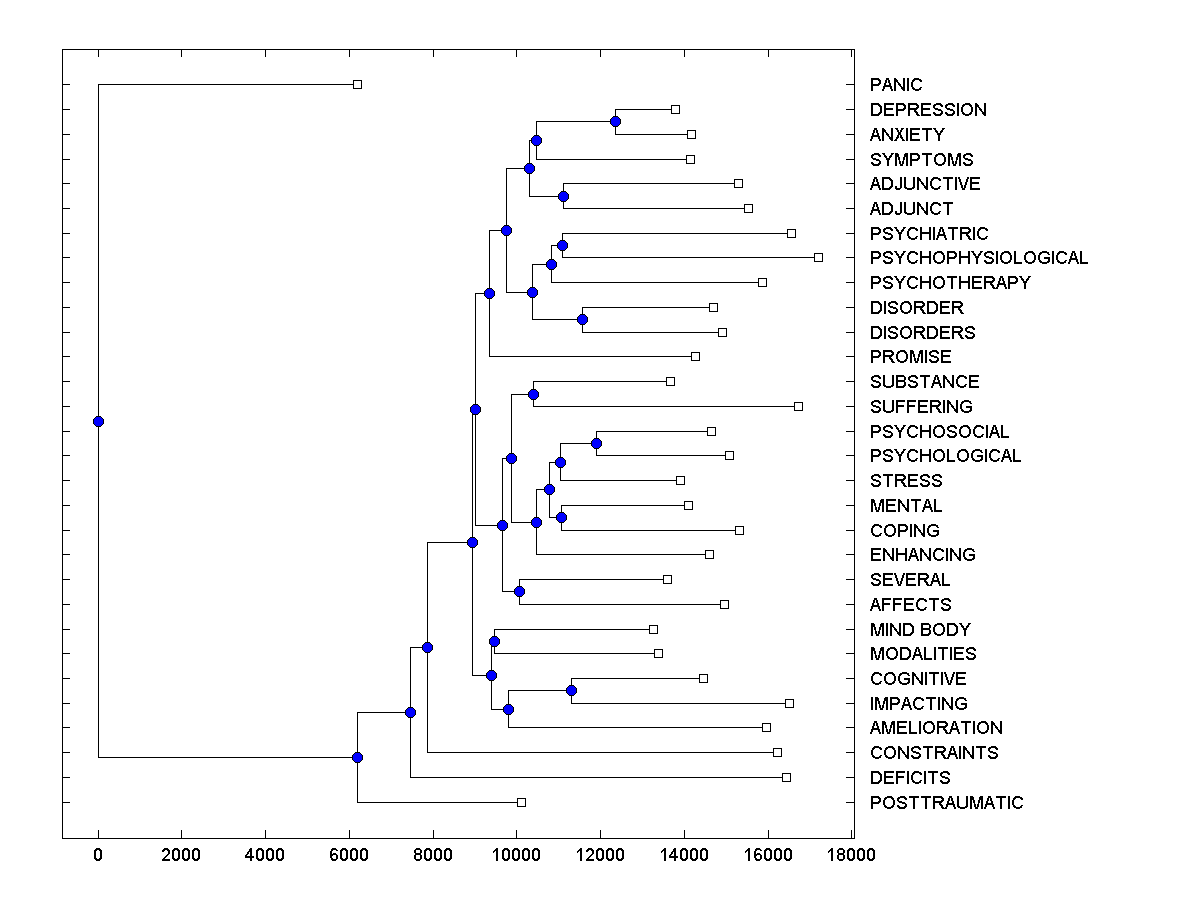 PANIC
DEPRESSION
ANXIETY
SYMPTOMS
ADJUNCTIVE
ADJUNCT
PSYCHIATRIC
PSYCHOPHYSIOLOGICAL
PSYCHOTHERAPY
DISORDER
DISORDERS
PROMISE
SUBSTANCE
SUFFERING
PSYCHOSOCIAL
PSYCHOLOGICAL
STRESS
MENTAL
COPING
ENHANCING
SEVERAL
AFFECTS
MIND BODY
MODALITIES
COGNITIVE
IMPACTING
AMELIORATION
CONSTRAINTS
DEFICITS
POSTTRAUMATIC
0 2000 4000 6000 8000 10000 12000 14000 16000 18000